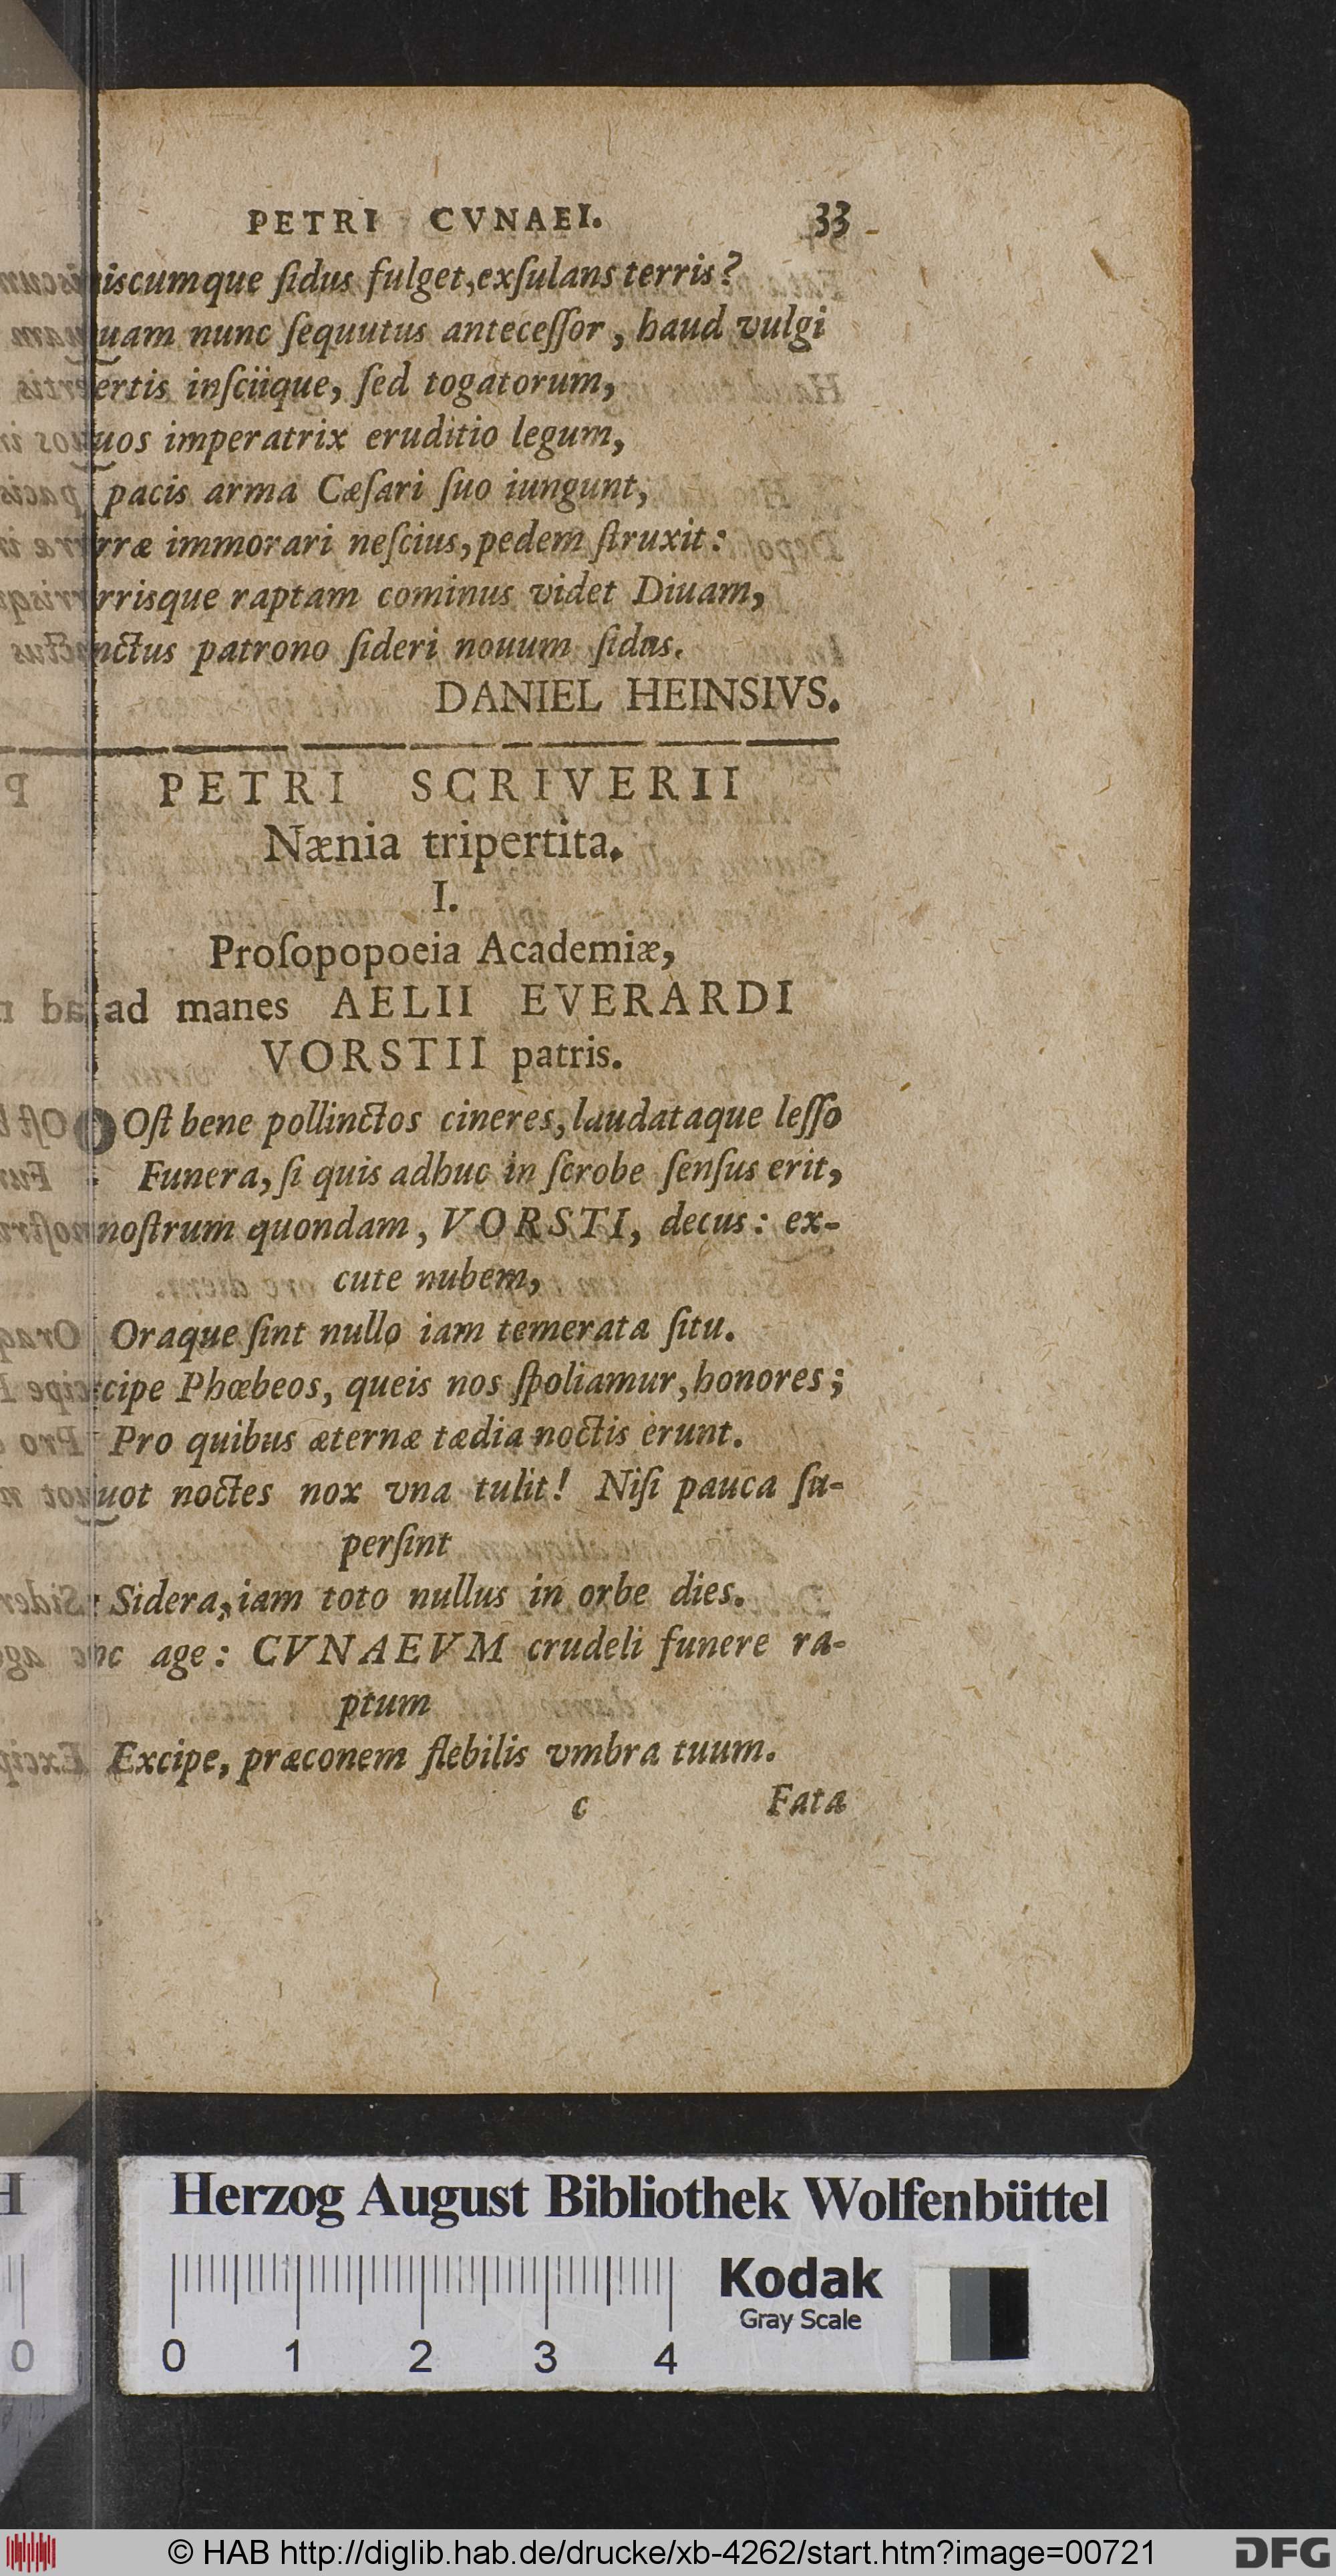 PETRI CVNAEI. 33
iscumque ſidus fulget, exſulans terris?
uam nunc ſequutus anteceſſor, haud vulgi
ertis inſciique, ſed togatorum,
uos imperatrix eruditio legum,
pacis arma Cæſari ſuo iungunt,
rræ immorari neſcius, pedem ſtruxit:
rrisque raptam cominus videt Diuam,
nctus patrono ſideri nouum ſidus.
DANIEL HEINSIVS.
PETRI SCRIVERII
Nænia tripertita.
I.
Proſopopoeia Academiæ,
ad manes AELII EVERARDI
VORSTII patris.
Oſt bene pollinctos cineres, laudataque leſſo
Funera, ſi quis adhuc in ſcrobe ſenſus erit,
noſtrum quondam, VORSTI, decus: ex-
cute nubem,
Oraque ſint nullo iam temerata ſitu.
cipe Phœbeos, queis nos ſpoliamur, honores;
Pro quibus æternæ tædia noctis erunt.
uot noctes nox vna tulit! Niſi pauca ſu-
perſint
Sidera, iam toto nullus in orbe dies.
nc age: CVNAEVM crudeli funere ra-
ptum
Excipe, præconem flebilis vmbra tuum.
c Fata
Herzog August Bibliothek Wolfenbüttel
Kodak
Gray Scale
0 0 1 2 3 4
© HAB http://diglib.hab.de/drucke/xb-4262/start.htm?image=00721 DFG